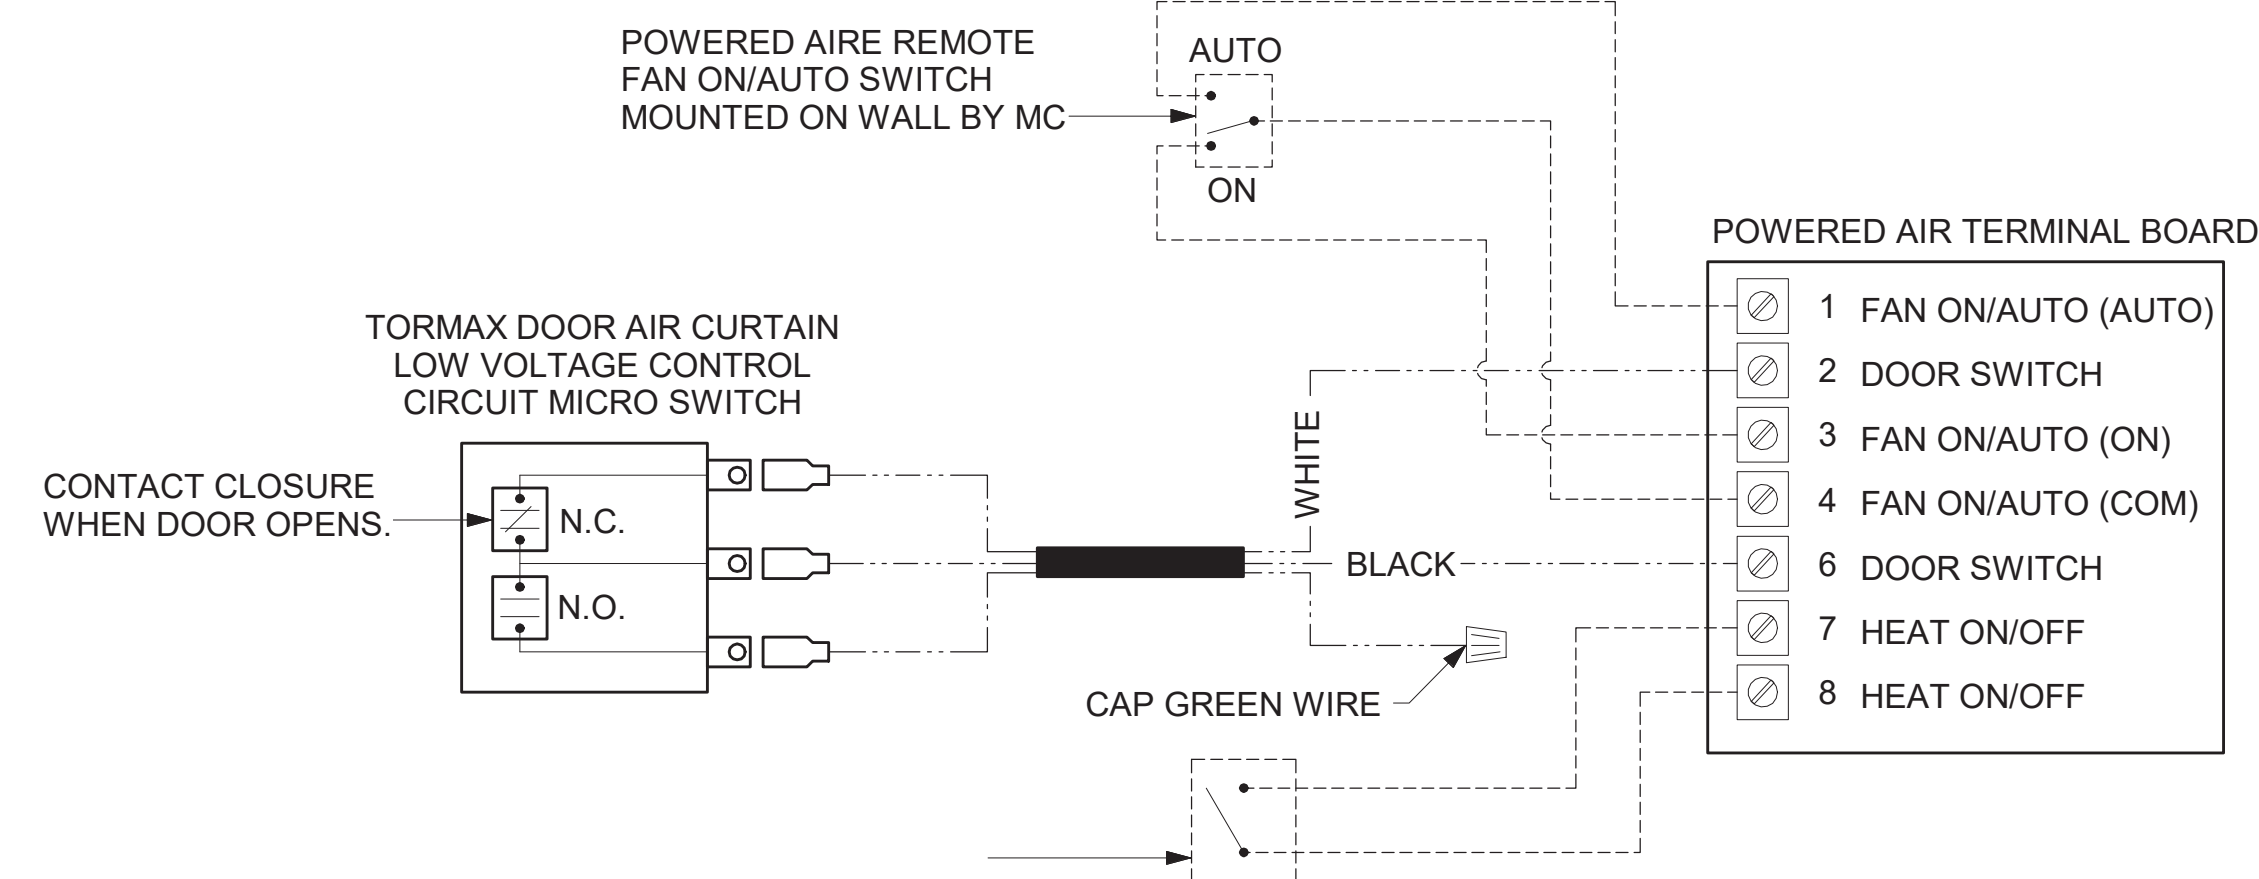 POWERED AIRE REMOTE
FAN ON/AUTO SWITCH
MOUNTED ON WALL BY MC
AUTO
ON
POWERED AIR TERMINAL BOARD
1 FAN ON/AUTO (AUTO)
2 DOOR SWITCH
3 FAN ON/AUTO (ON)
4 FAN ON/AUTO (COM)
6 DOOR SWITCH
7 HEAT ON/OFF
8 HEAT ON/OFF
TORMAX DOOR AIR CURTAIN
LOW VOLTAGE CONTROL
CIRCUIT MICRO SWITCH
CONTACT CLOSURE
WHEN DOOR OPENS.
N.C.
N.O.
WHITE
BLACK
CAP GREEN WIRE